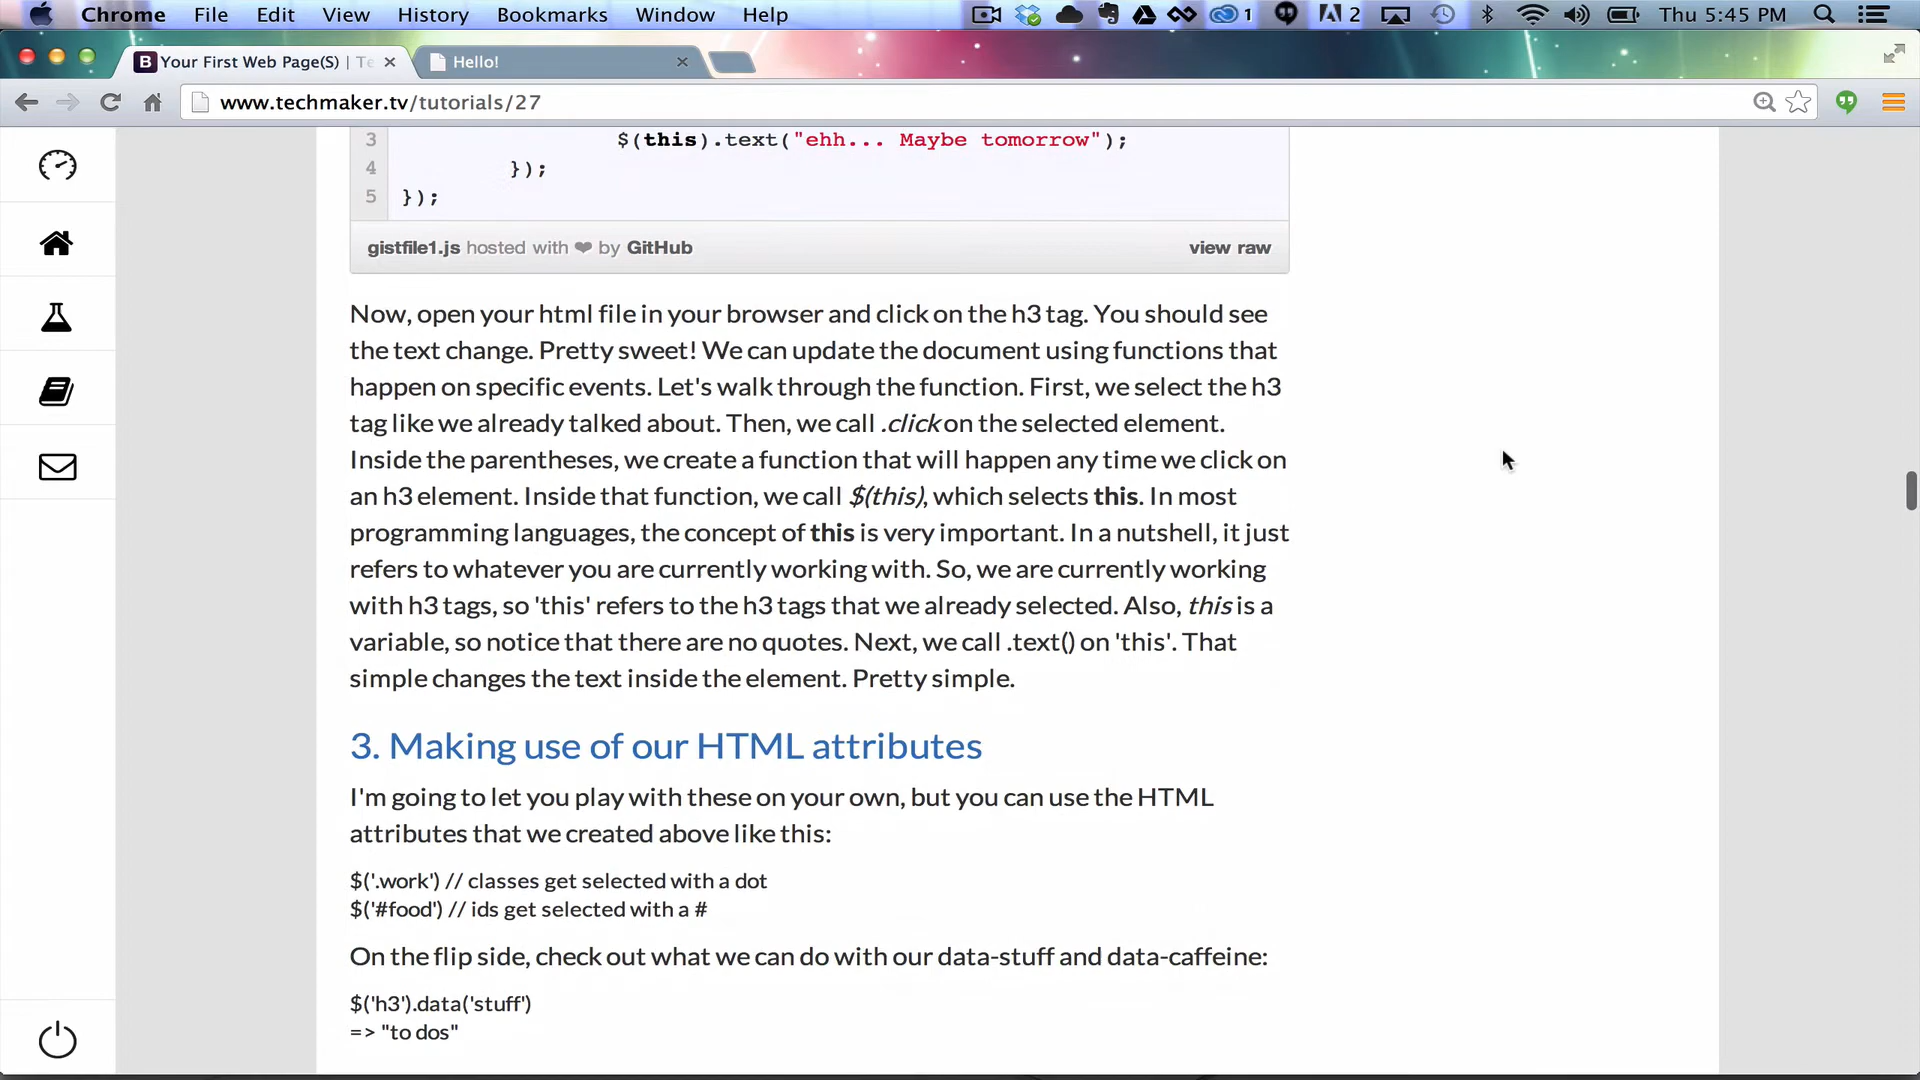 Chrome File Edit View History Bookmarks Window Help 1 2 Thu 5:45 PM
B Your First Web Page(S) | Te Hello!
www.techmaker.tv/tutorials/27
3 $(this).text("ehh... Maybe tomorrow");
4 });
5 });
gistfile1.js hosted with ❤ by GitHub view raw
Now, open your html file in your browser and click on the h3 tag. You should see
the text change. Pretty sweet! We can update the document using functions that
happen on specific events. Let's walk through the function. First, we select the h3
tag like we already talked about. Then, we call .click on the selected element.
Inside the parentheses, we create a function that will happen any time we click on
an h3 element. Inside that function, we call $(this), which selects this. In most
programming languages, the concept of this is very important. In a nutshell, it just
refers to whatever you are currently working with. So, we are currently working
with h3 tags, so 'this' refers to the h3 tags that we already selected. Also, this is a
variable, so notice that there are no quotes. Next, we call .text() on 'this'. That
simple changes the text inside the element. Pretty simple.
3. Making use of our HTML attributes
I'm going to let you play with these on your own, but you can use the HTML
attributes that we created above like this:
$('.work') // classes get selected with a dot
$('#food') // ids get selected with a #
On the flip side, check out what we can do with our data-stuff and data-caffeine:
$('h3').data('stuff')
=> "to dos"